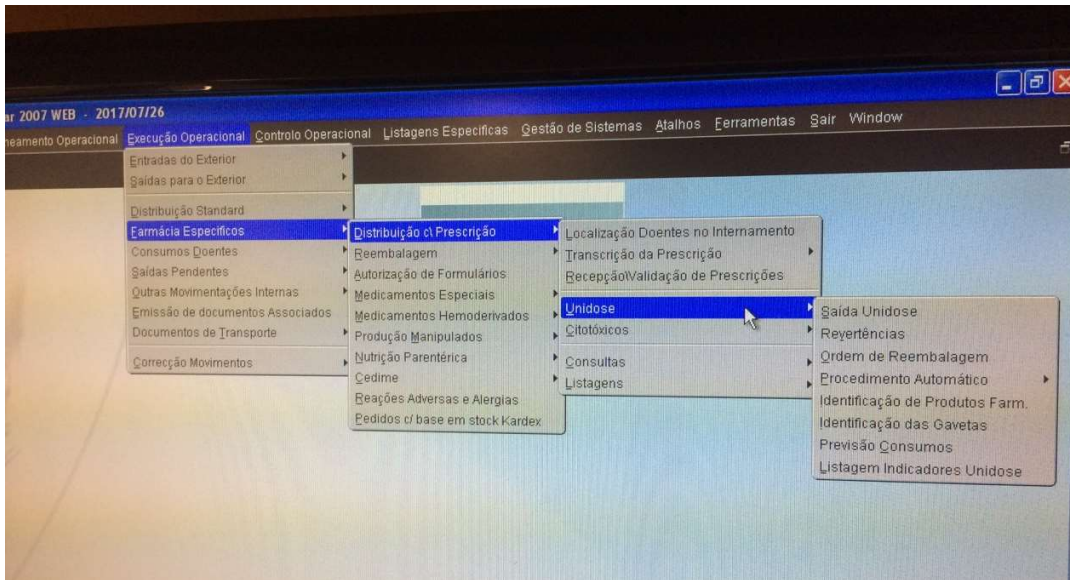 ar 2007 WEB - 2017/07/26
neamento Operacional Execução Operacional Controlo Operacional Listagens Especificas Gestão de Sistemas Atalhos Ferramentas Sair Window
Entradas do Exterior
Saídas para o Exterior
Distribuição Standard
Farmácia Especificos
Consumos Doentes
Saídas Pendentes
Outras Movimentações Internas
Emissão de documentos Associados
Documentos de Transporte
Correcção Movimentos
Distribuição c\ Prescrição
Reembalagem
Autorização de Formulários
Medicamentos Especiais
Medicamentos Hemoderivados
Produção Manipulados
Nutrição Parentérica
Cedime
Reações Adversas e Alergias
Pedidos c/ base em stock Kardex
Localização Doentes no Internamento
Transcrição da Prescrição
Recepção\Validação de Prescrições
Unidose
Citotóxicos
Consultas
Listagens
Saída Unidose
Revertências
Ordem de Reembalagem
Procedimento Automático
Identificação de Produtos Farm.
Identificação das Gavetas
Previsão Consumos
Listagem Indicadores Unidose